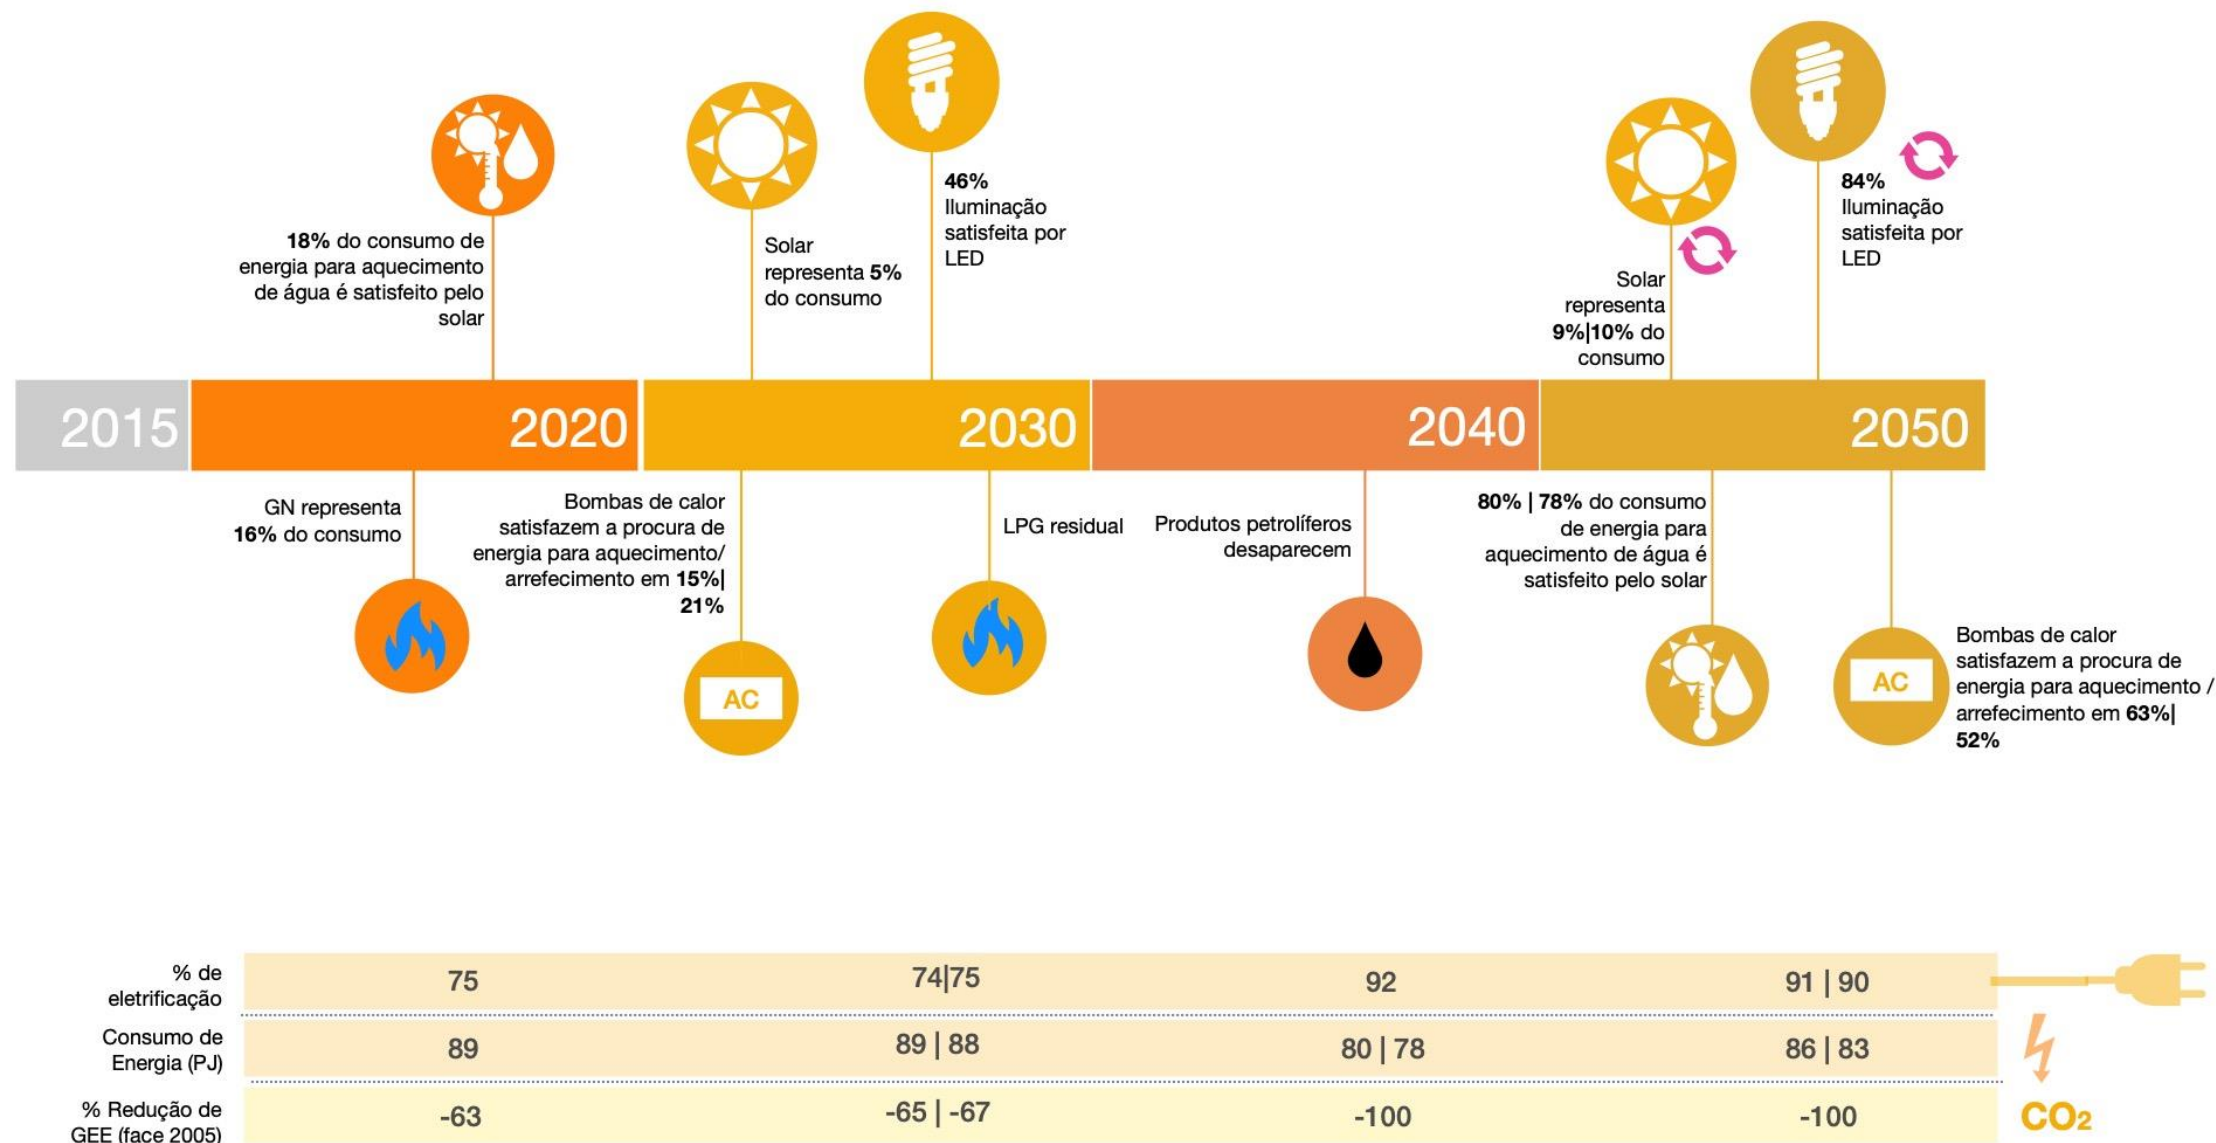 18% do consumo de
energia para aquecimento
de água é satisfeito pelo
solar
Solar
representa 5%
do consumo
46%
Iluminação
satisfeita por
LED
Solar
representa
9%|10% do
consumo
84%
Iluminação
satisfeita por
LED
2015
2020
2030
2040
2050
GN representa
16% do consumo
Bombas de calor
satisfazem a procura de
energia para aquecimento/
arrefecimento em 15%|
21%
AC
LPG residual
Produtos petrolíferos
desaparecem
80% | 78% do consumo
de energia para
aquecimento de água é
satisfeito pelo solar
AC
Bombas de calor
satisfazem a procura de
energia para aquecimento /
arrefecimento em 63%|
52%
% de
eletrificação
75
74|75
92
91 | 90
Consumo de
Energia (PJ)
89
89 | 88
80 | 78
86 | 83
% Redução de
GEE (face 2005)
-63
-65 | -67
-100
-100
CO2